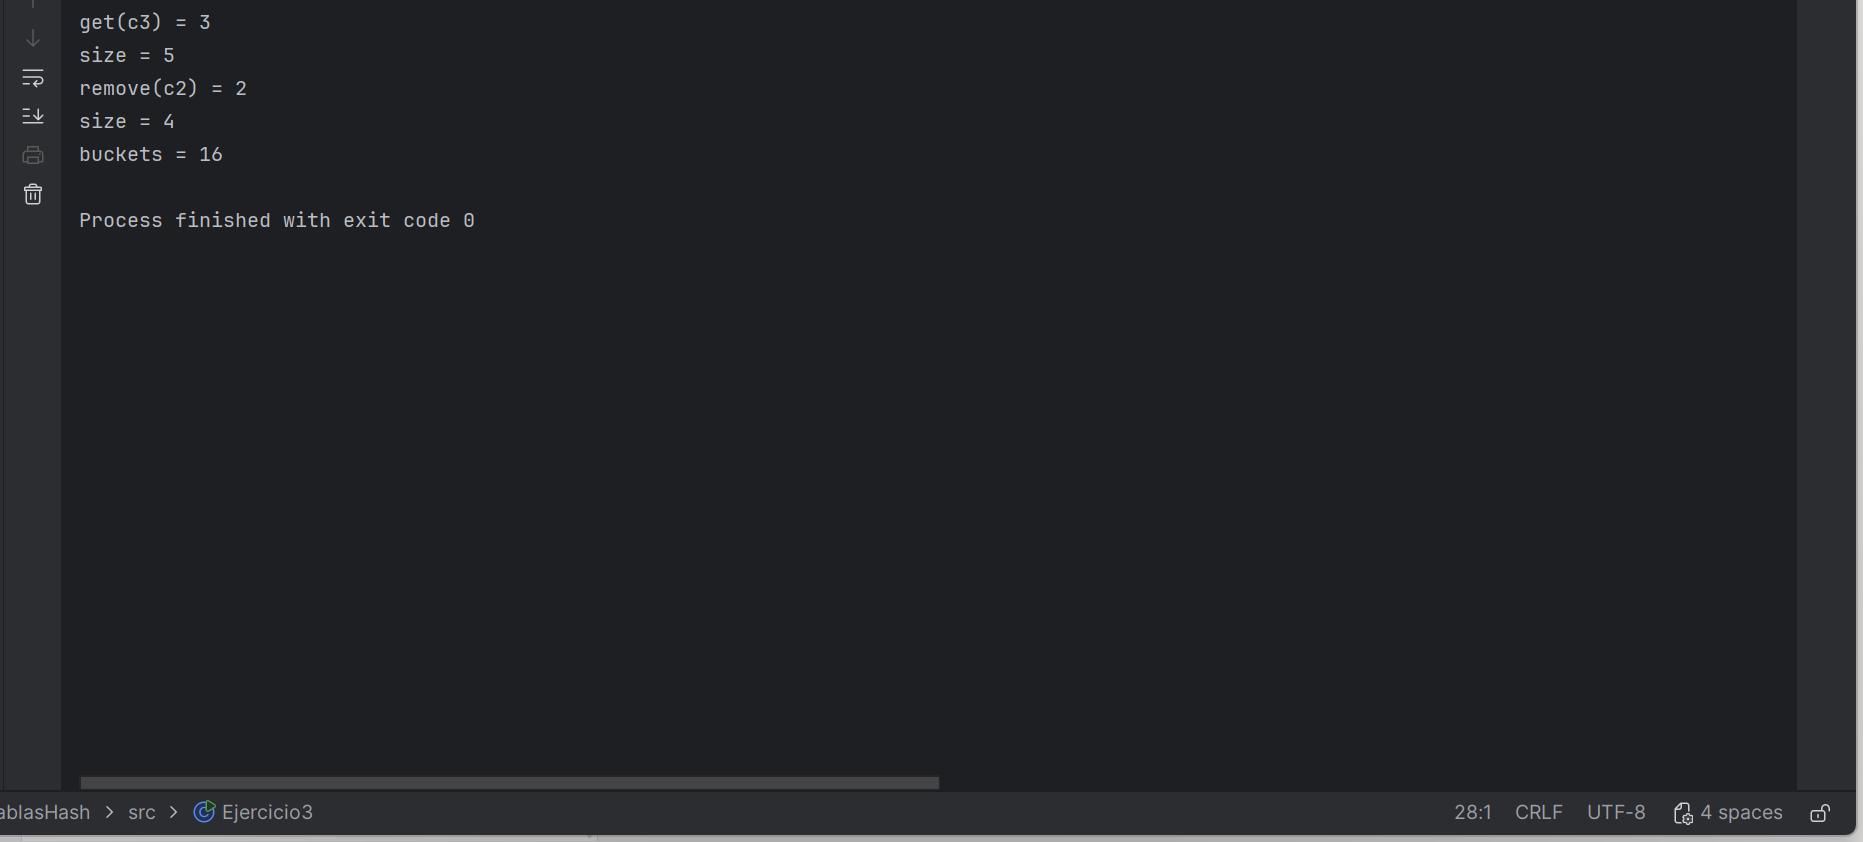 get(c3) = 3
size = 5
remove(c2) = 2
size = 4
buckets = 16
Process finished with exit code 0
ablasHash > src > Ejercicio3 28:1 CRLF UTF-8 4 spaces